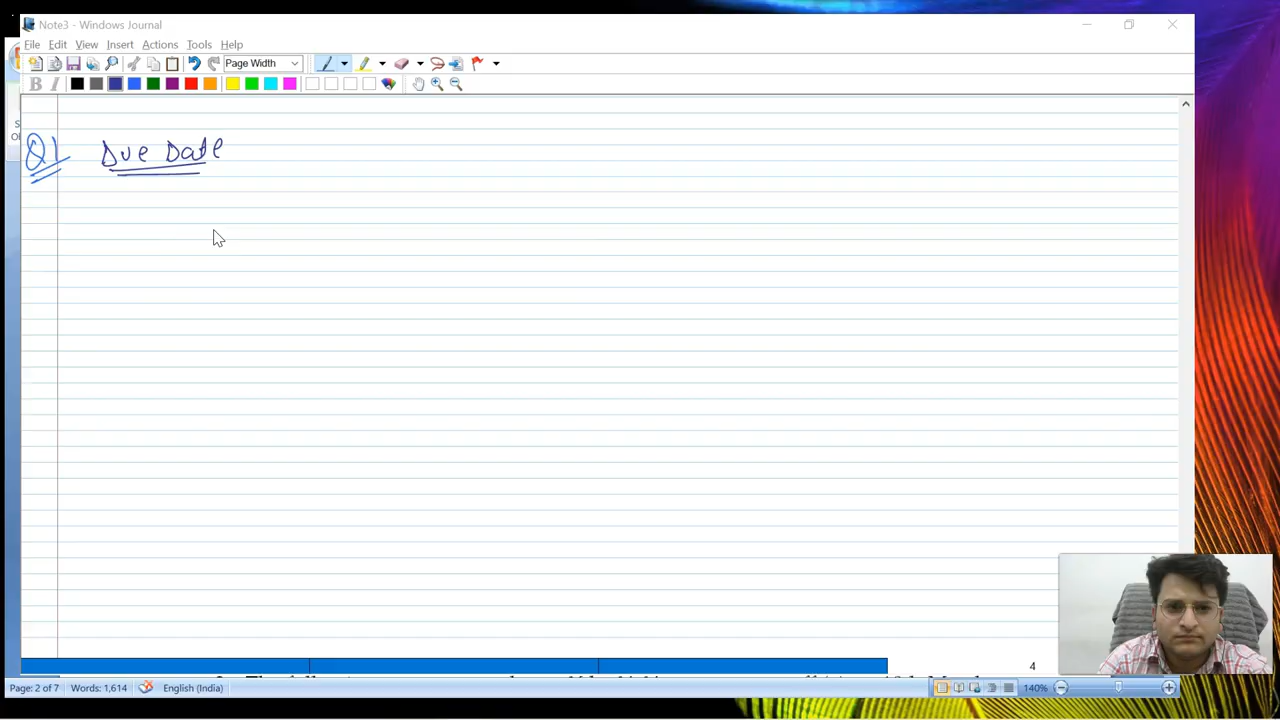 Note3 - Windows Journal
File Edit View Insert Actions Tools Help
Page Width
B I
Q1 Due Date
4
Page: 2 of 7 Words: 1,614 English (India) 140%